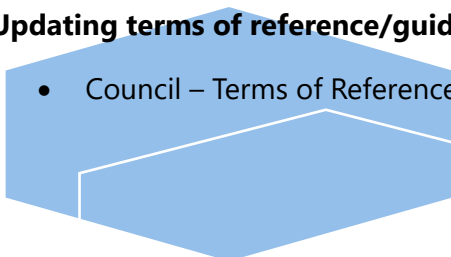 Updating terms of reference/guid
• Council – Terms of Reference